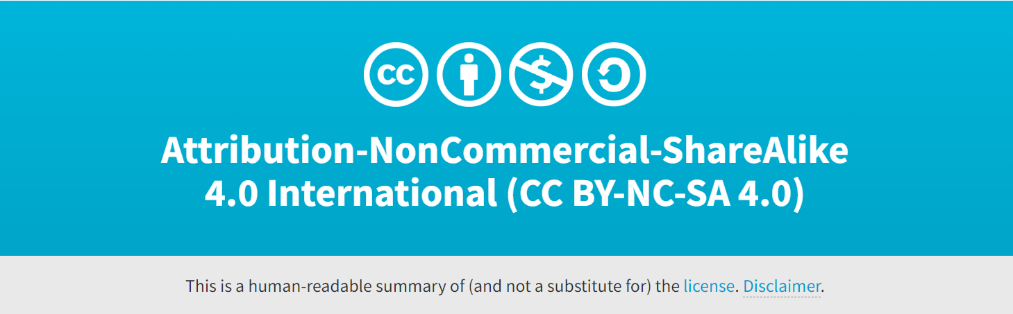 cc
Attribution-NonCommercial-ShareAlike
4.0 International (CC BY-NC-SA 4.0)
This is a human-readable summary of (and not a substitute for) the license. Disclaimer.